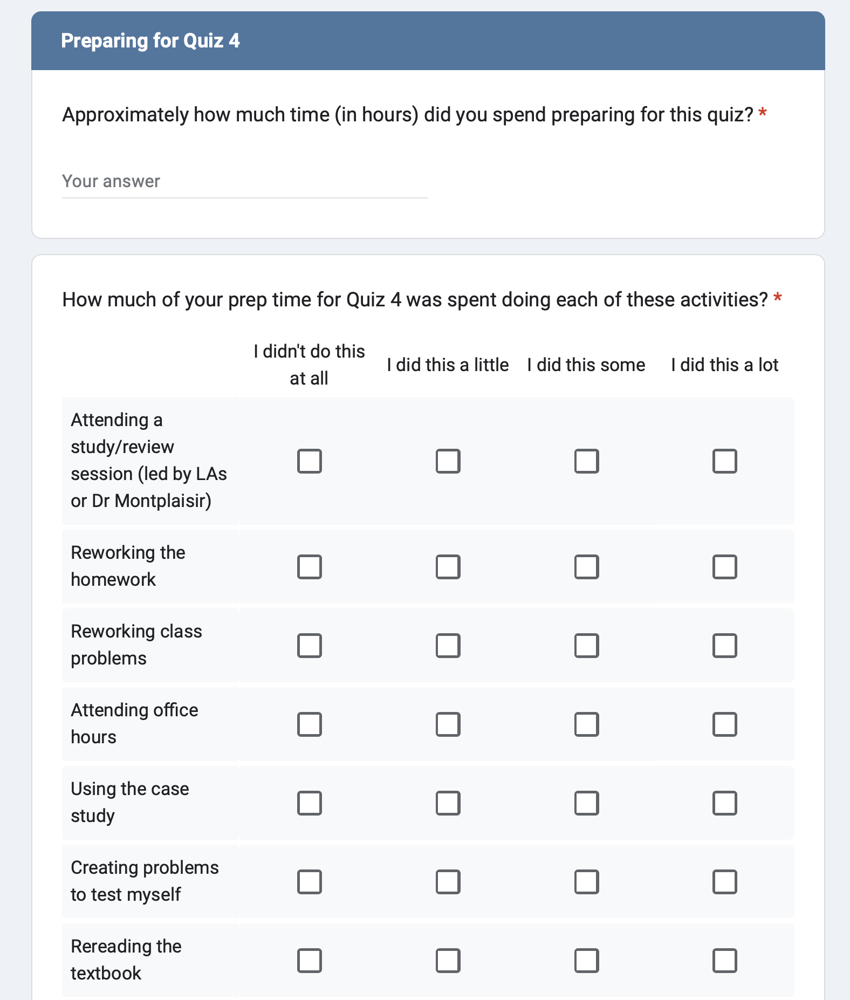 Preparing for Quiz 4
Approximately how much time (in hours) did you spend preparing for this quiz? *
Your answer
How much of your prep time for Quiz 4 was spent doing each of these activities? *
I didn't do this
at all
I did this a little
I did this some
I did this a lot
Attending a
study/review
session (led by LAs
or Dr Montplaisir)
Reworking the
homework
Reworking class
problems
Attending office
hours
Using the case
study
Creating problems
to test myself
Rereading the
textbook